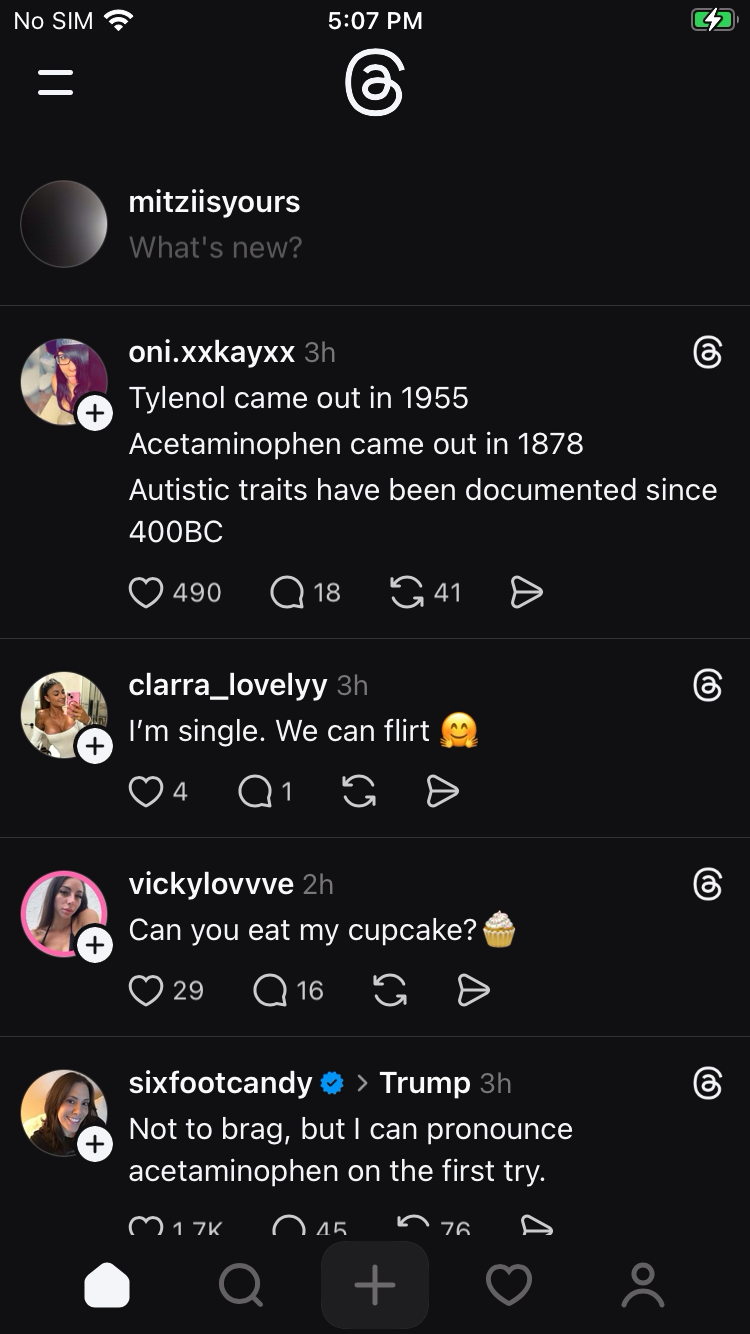 No SIM 5:07 PM
mitziisyours
What's new?
oni.xxkayxx 3h
Tylenol came out in 1955
Acetaminophen came out in 1878
Autistic traits have been documented since
400BC
490 18 41
clarra_lovelyy 3h
I’m single. We can flirt 🤗
4 1
vickylovvve 2h
Can you eat my cupcake?🧁
29 16
sixfootcandy > Trump 3h
Not to brag, but I can pronounce
acetaminophen on the first try.
1.7K 45 76